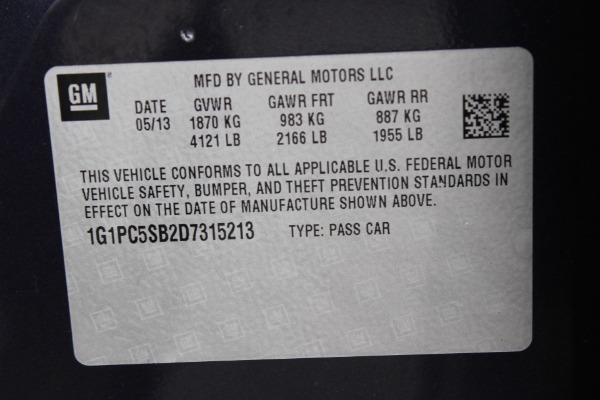 GM
MFD BY GENERAL MOTORS LLC
DATE GVWR GAWR FRT GAWR RR
05/13 1870 KG 983 KG 887 KG
4121 LB 2166 LB 1955 LB
THIS VEHICLE CONFORMS TO ALL APPLICABLE U.S. FEDERAL MOTOR
VEHICLE SAFETY, BUMPER, AND THEFT PREVENTION STANDARDS IN
EFFECT ON THE DATE OF MANUFACTURE SHOWN ABOVE.
1G1PC5SB2D7315213 TYPE: PASS CAR